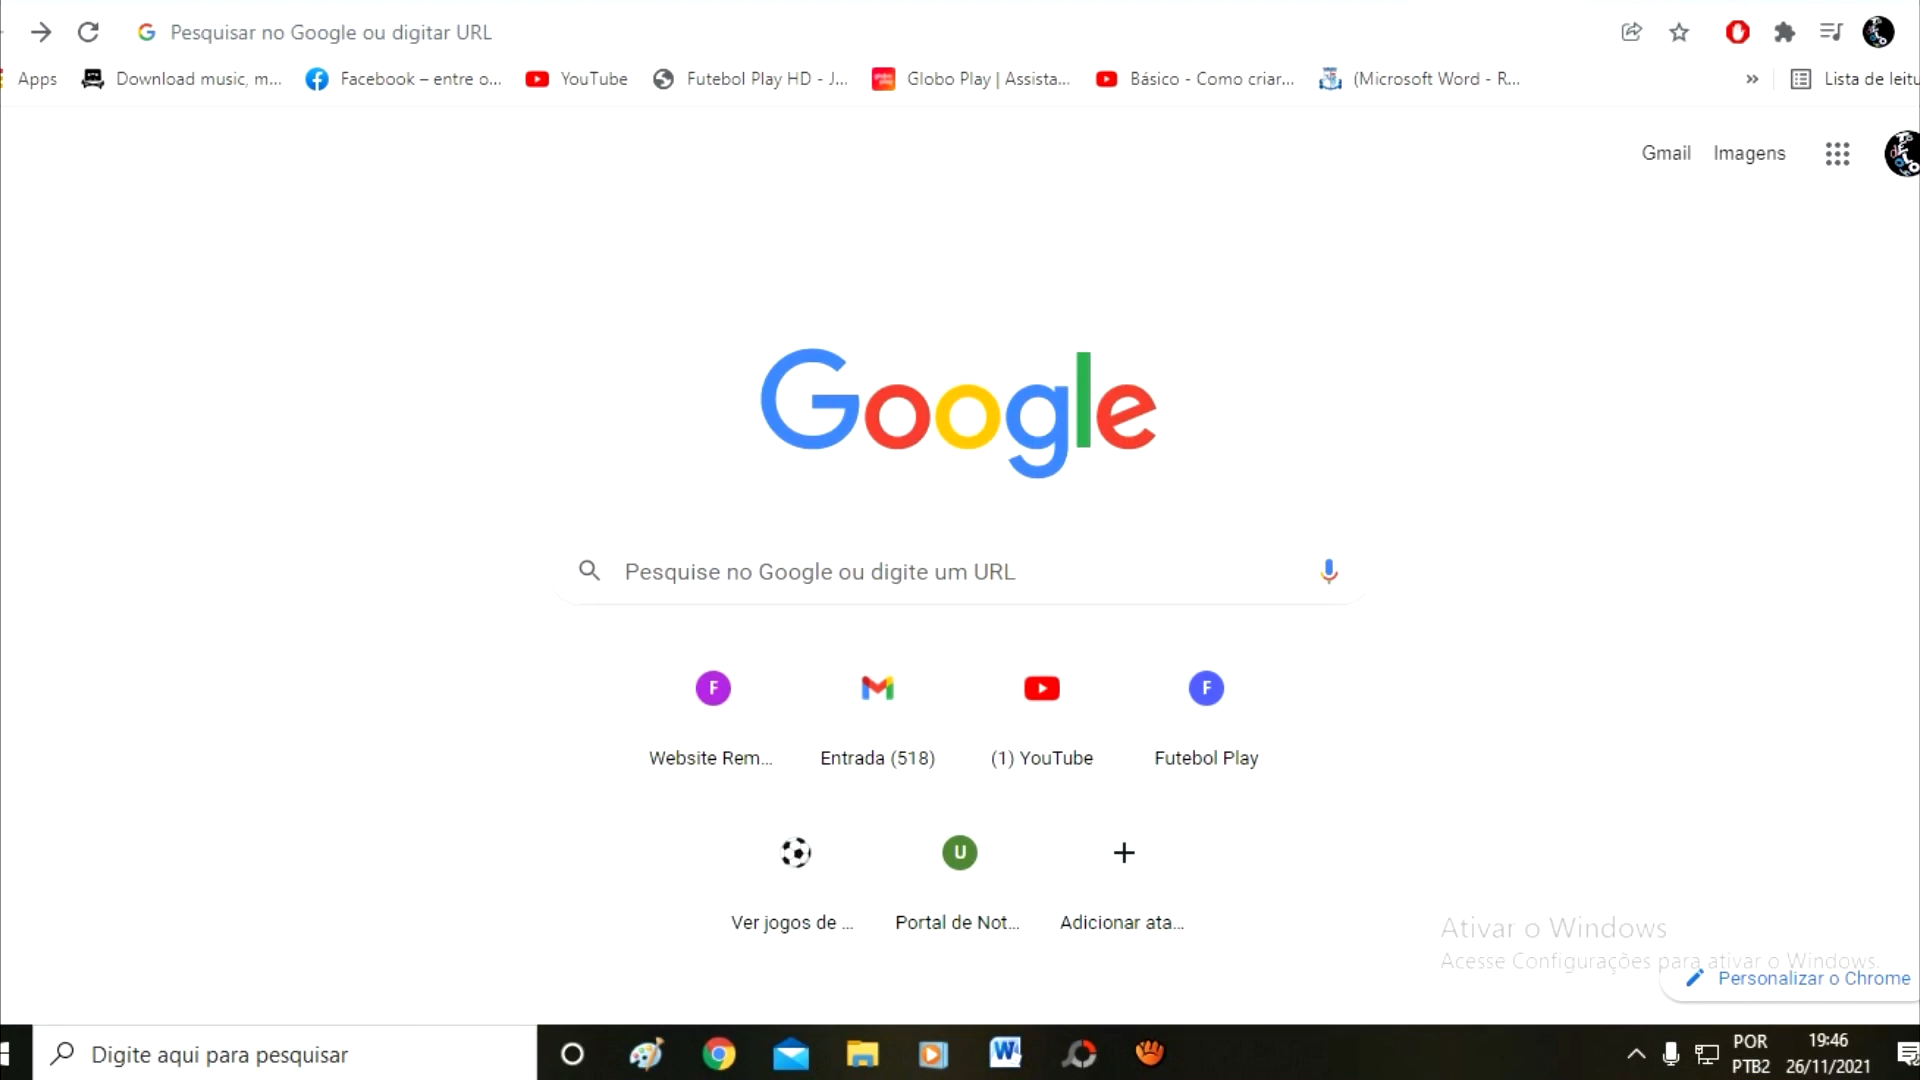 Pesquisar no Google ou digitar URL
Apps Download music, m... Facebook – entre o... YouTube Futebol Play HD - J... Globo Play | Assista... Básico - Como criar... (Microsoft Word - R... » Lista de leitu
Gmail Imagens
Google
Pesquise no Google ou digite um URL
F F
Website Rem... Entrada (518) (1) YouTube Futebol Play
U
Ver jogos de ... Portal de Not... Adicionar ata...
Ativar o Windows
Acesse Configurações para ativar o Windows.
Personalizar o Chrome
Digite aqui para pesquisar
POR 19:46
PTB2 26/11/2021